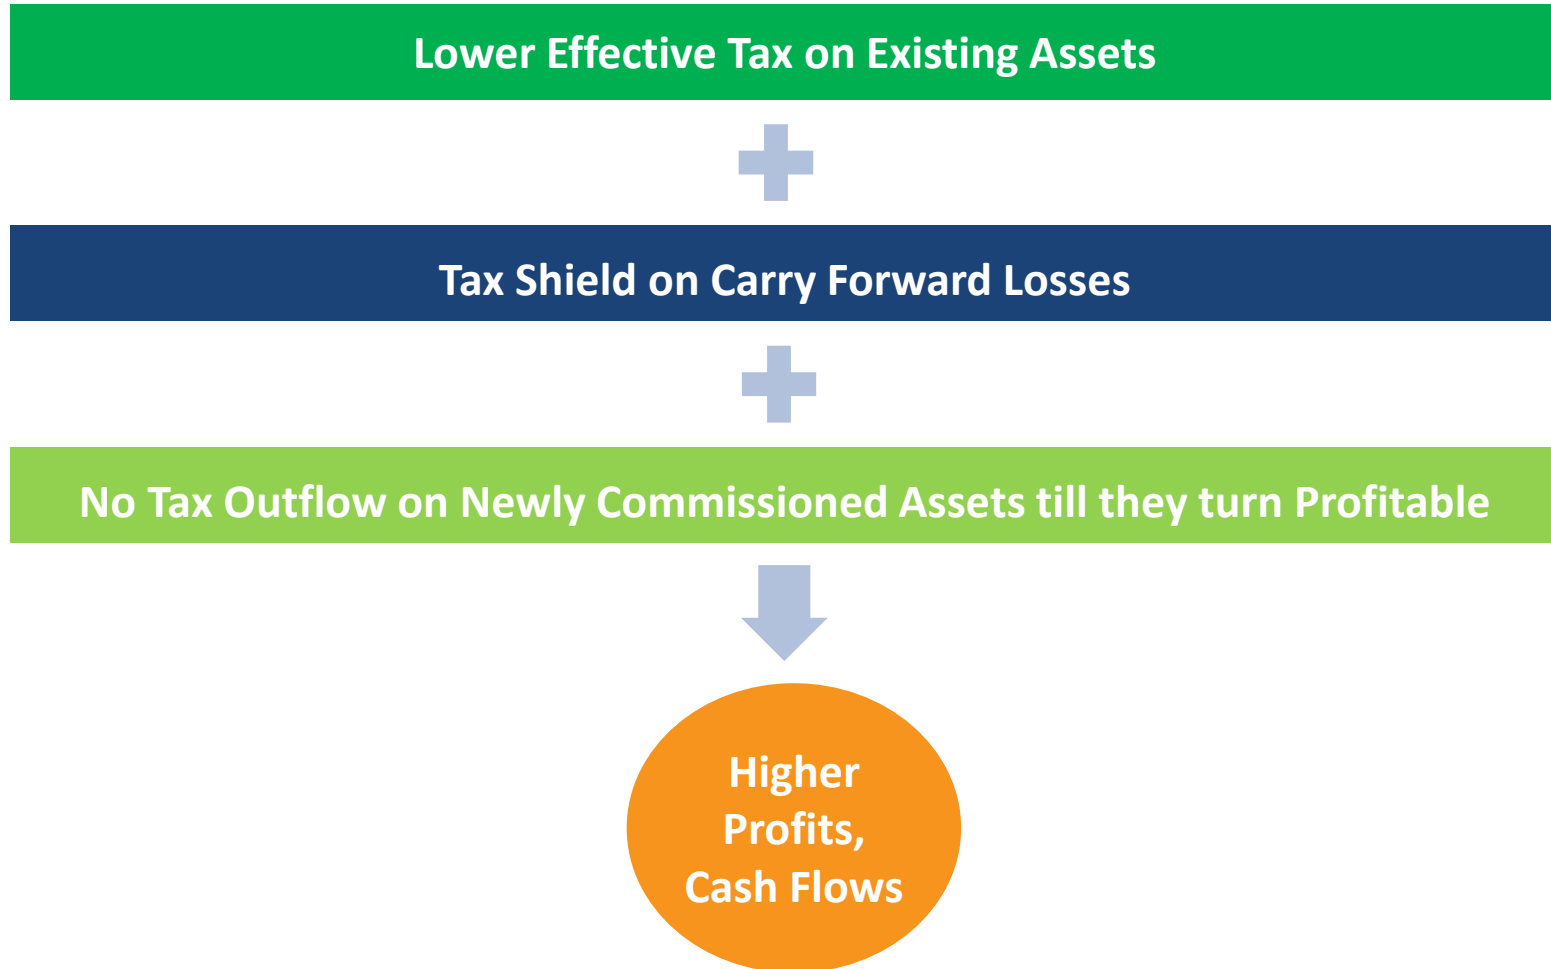 Lower Effective Tax on Existing Assets
Tax Shield on Carry Forward Losses
No Tax Outflow on Newly Commissioned Assets till they turn Profitable
Higher
Profits,
Cash Flows